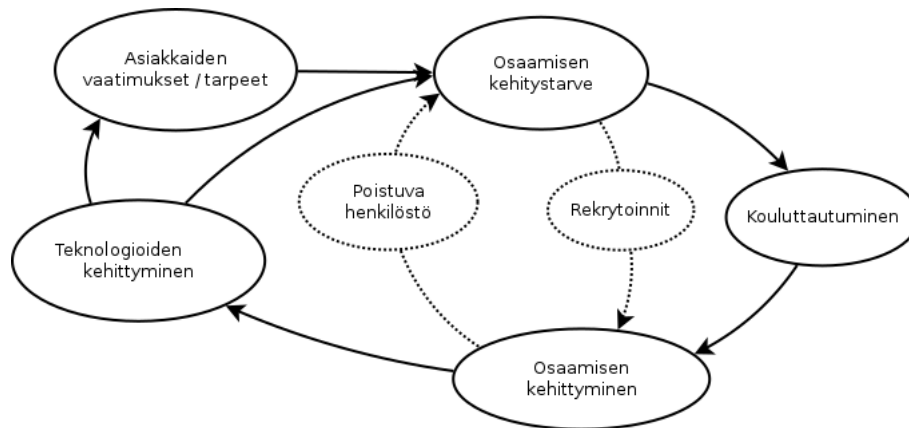 Asiakkaiden
vaatimukset / tarpeet
Osaamisen
kehitystarve
Poistuva
henkilöstö
Rekrytoinnit
Kouluttautuminen
Teknologioiden
kehittyminen
Osaamisen
kehittyminen